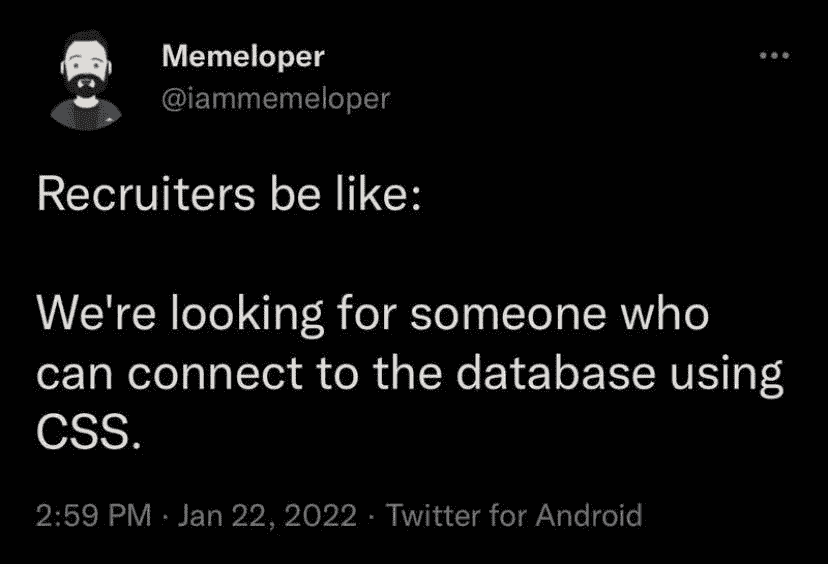 Memeloper
@iammemeloper
Recruiters be like:
We're looking for someone who
can connect to the database using
CSS.
2:59 PM · Jan 22, 2022 · Twitter for Android